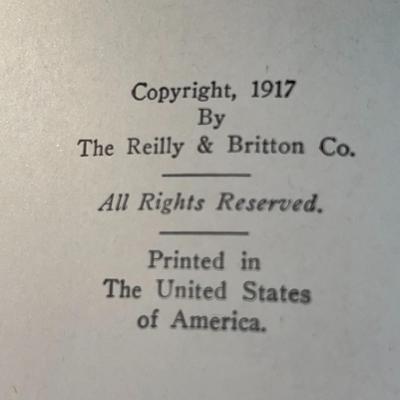 Copyright, 1917
By
The Reilly & Britton Co.
All Rights Reserved.
Printed in
The United States
of America.